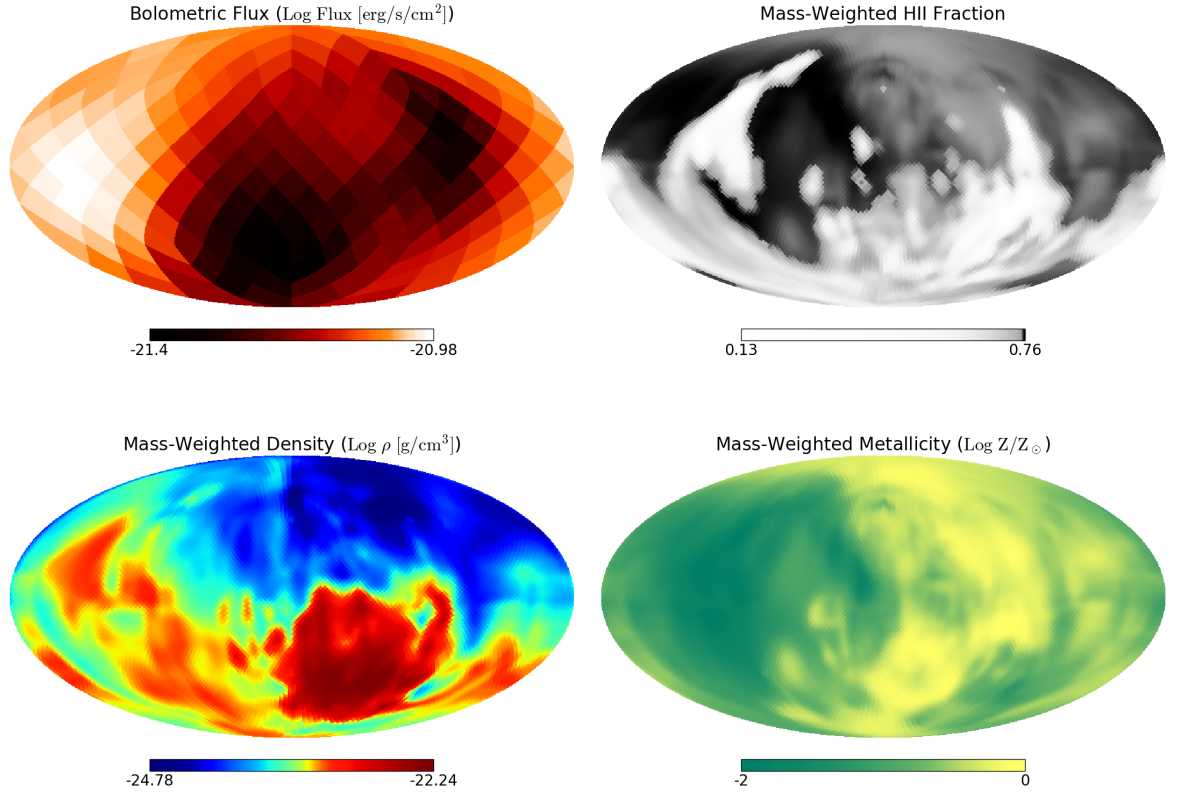 Bolometric Flux (Log Flux [erg/s/cm²])
Mass-Weighted HII Fraction
-21.4 -20.98
0.13 0.76
Mass-Weighted Density (Log ρ [g/cm³])
Mass-Weighted Metallicity (Log Z/Z☉)
-24.78 -22.24
-2 0